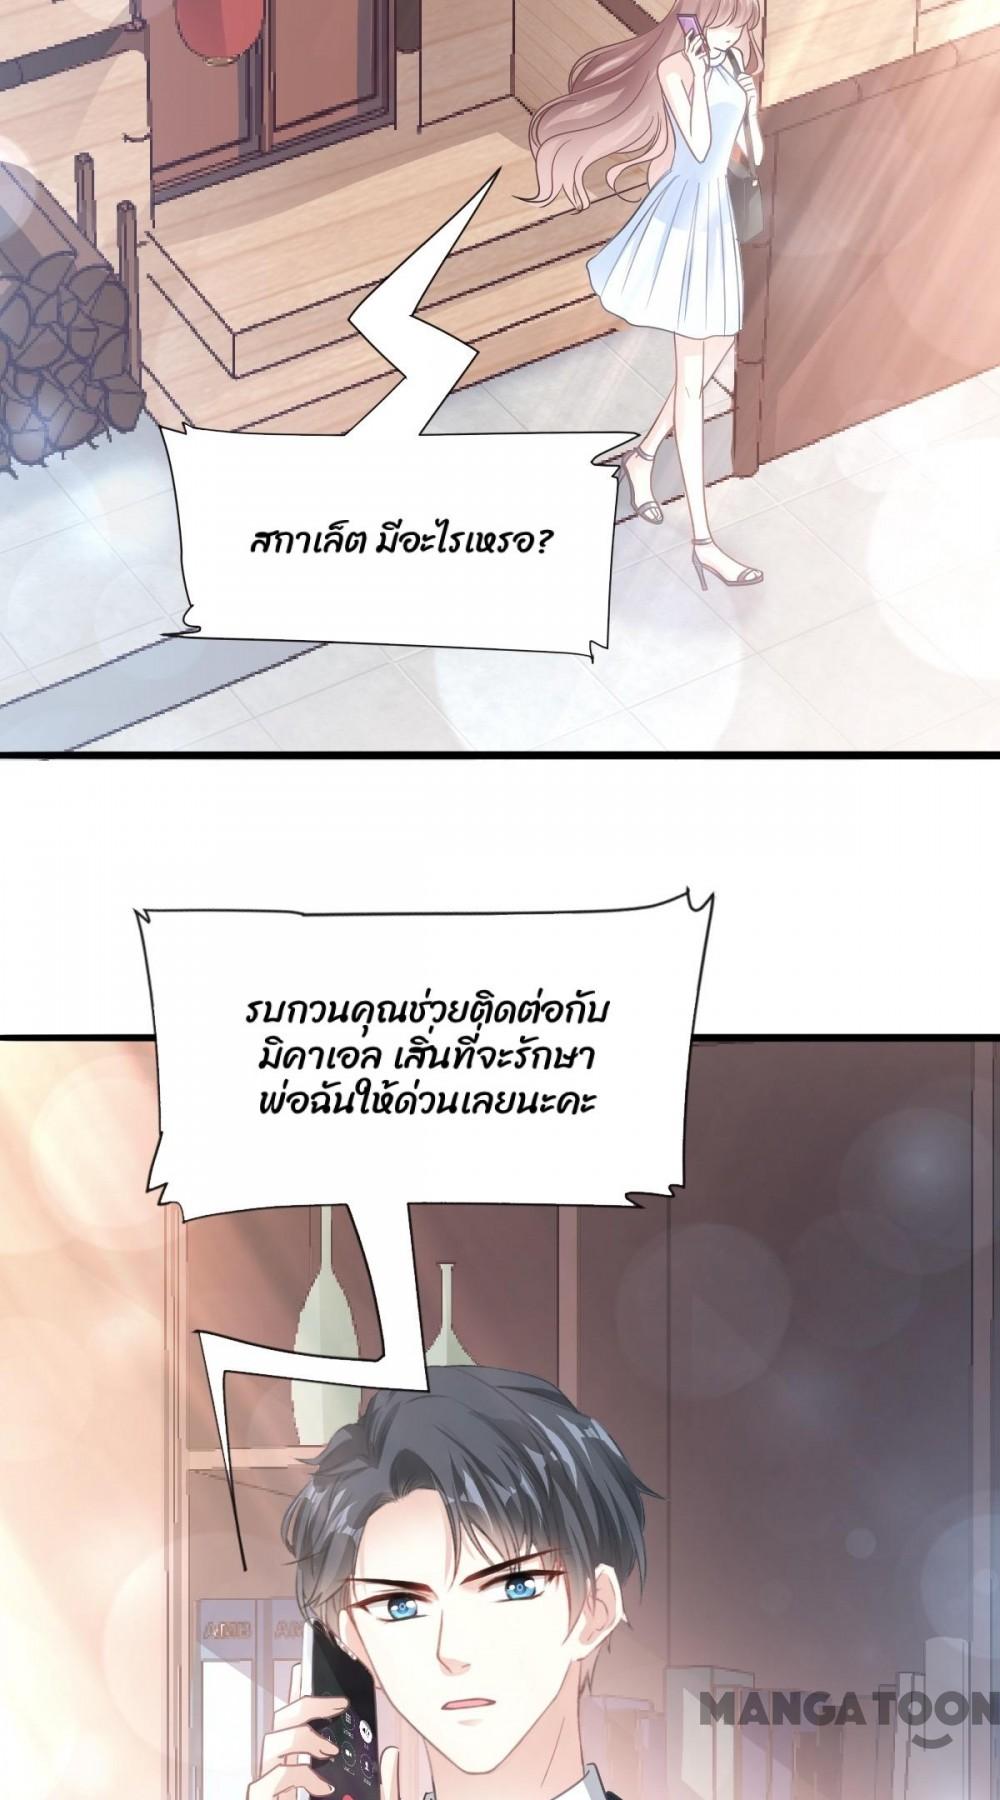 สกาเล็ต มีอะไรเหรอ?
รบกวนคุณช่วยติดต่อกับ
มิคาเอล เสิ่นที่จะรักษา
พ่อฉันให้ด่วนเลยนะคะ
AMB AM
MANGATOON